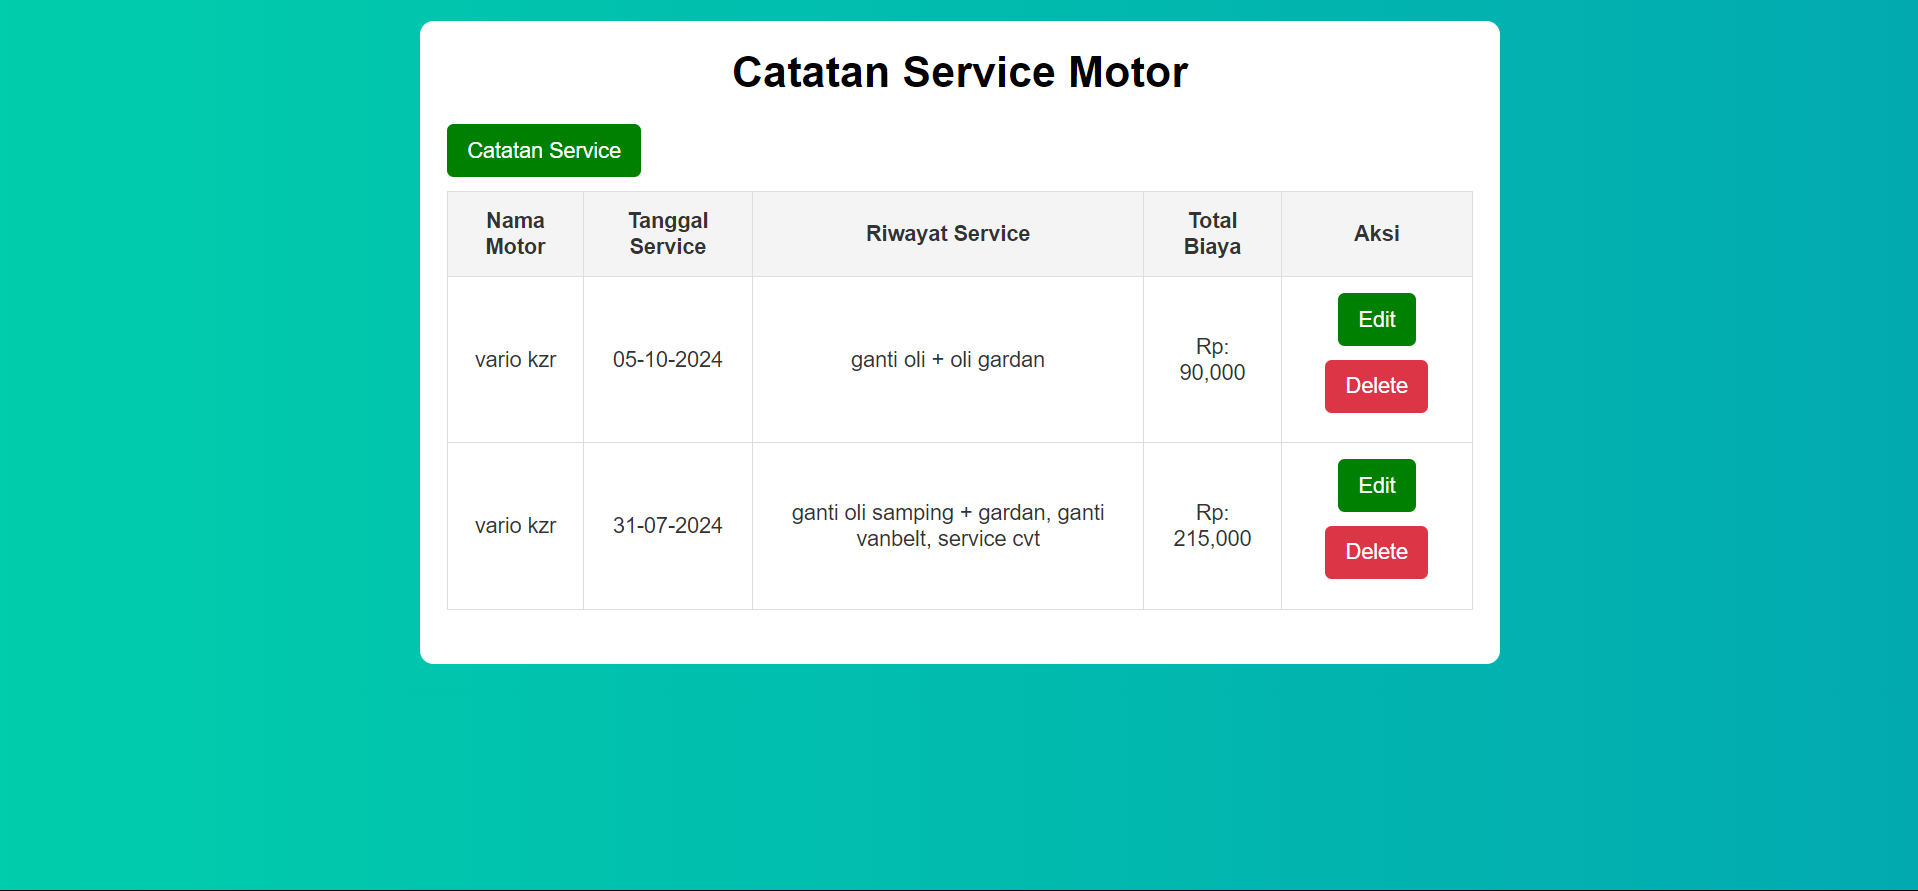 Catatan Service Motor
Catatan Service
Nama
Motor
Tanggal
Service
Riwayat Service
Total
Biaya
Aksi
vario kzr
05-10-2024
ganti oli + oli gardan
Rp:
90,000
Edit
Delete
vario kzr
31-07-2024
ganti oli samping + gardan, ganti
vanbelt, service cvt
Rp:
215,000
Edit
Delete